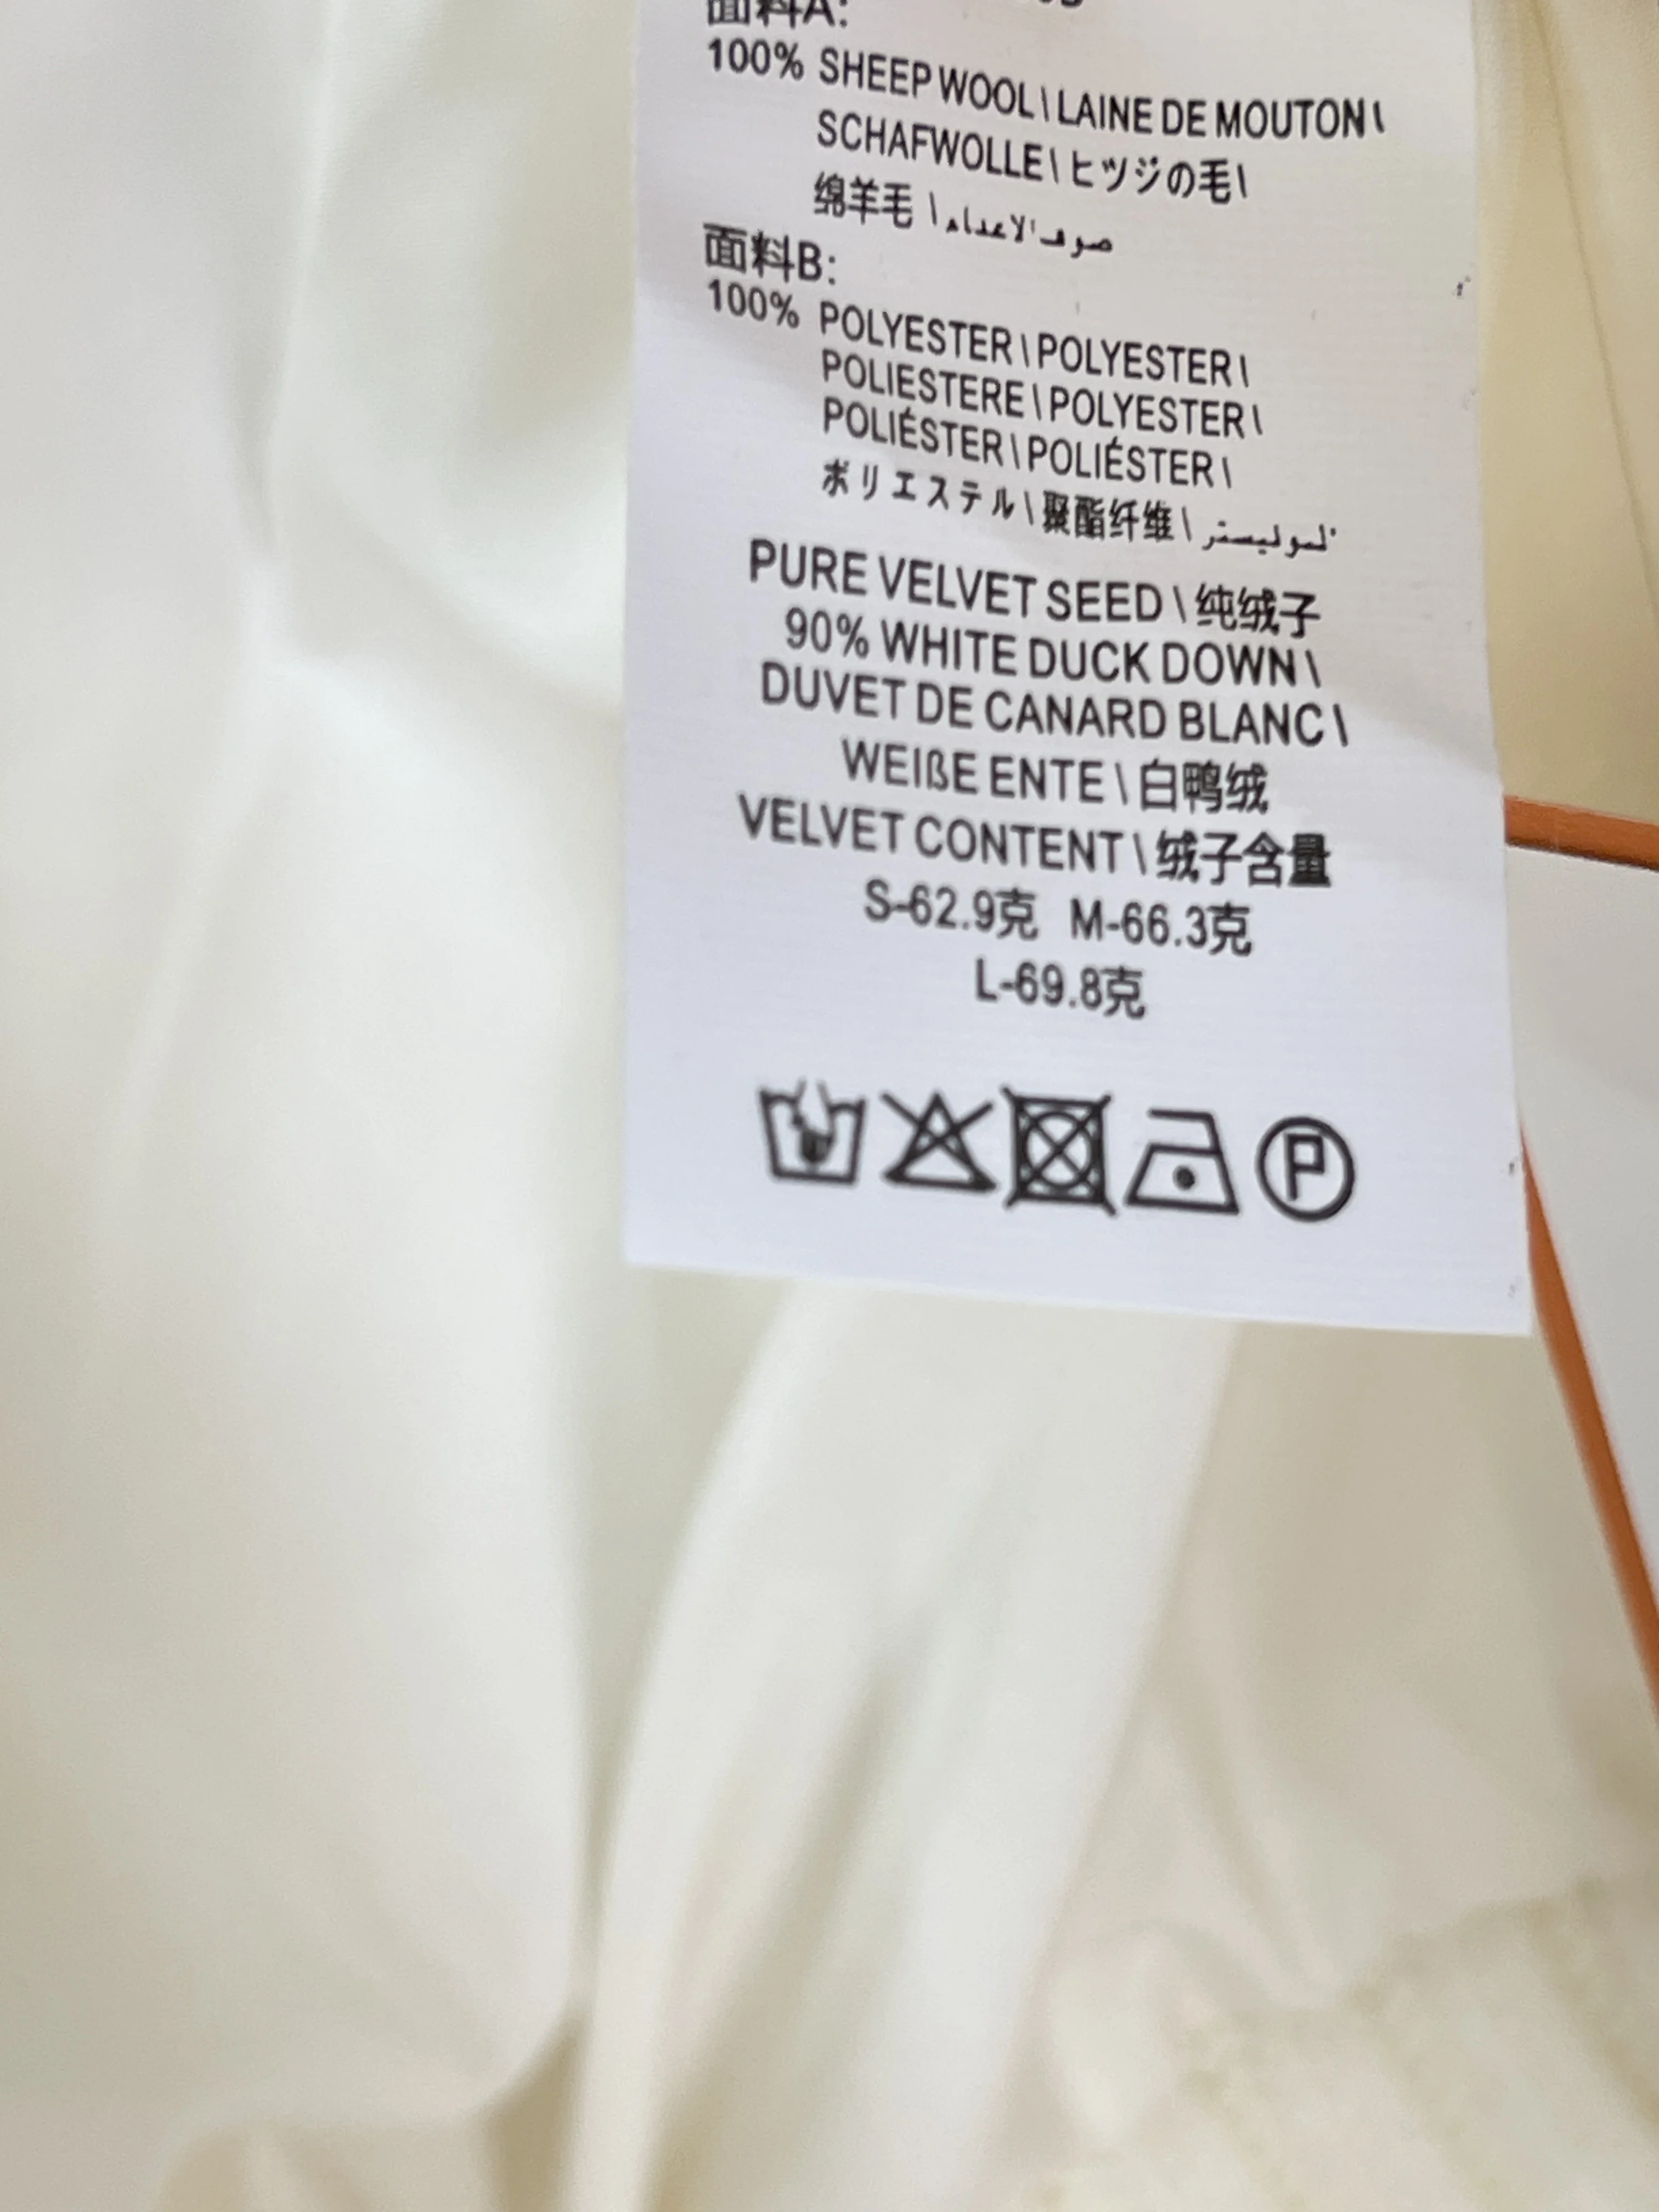 面料A:
100% SHEEP WOOL \ LAINE DE MOUTON \
SCHAFWOLLE \ ヒツジの毛 \
绵羊毛 \
面料B:
100% POLYESTER \ POLYESTER \
POLIESTERE \ POLYESTER \
POLIÉSTER \ POLIÉSTER \
ポリエステル \ 聚酯纤维 \
PURE VELVET SEED \ 纯绒子
90% WHITE DUCK DOWN \
DUVET DE CANARD BLANC \
WEIßE ENTE \ 白鸭绒
VELVET CONTENT \ 绒子含量
S-62.9克 M-66.3克
L-69.8克
P